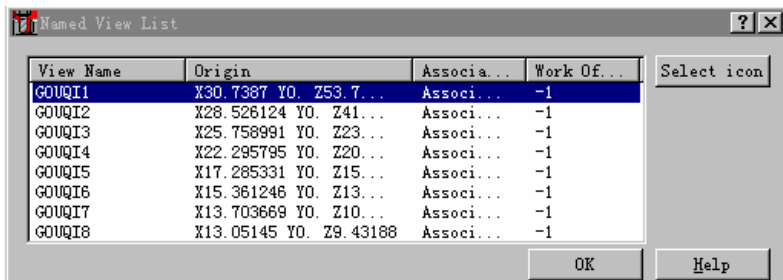 Named View List
View Name Origin Associa... Work Of... Select icon
GOUQI1 X30.7387 Y0. Z53.7... Associ... -1
GOUQI2 X28.526124 Y0. Z41... Associ... -1
GOUQI3 X25.758991 Y0. Z23... Associ... -1
GOUQI4 X22.295795 Y0. Z20... Associ... -1
GOUQI5 X17.285331 Y0. Z15... Associ... -1
GOUQI6 X15.361246 Y0. Z13... Associ... -1
GOUQI7 X13.703669 Y0. Z10... Associ... -1
GOUQI8 X13.05145 Y0. Z9.43188 Associ... -1
OK Help